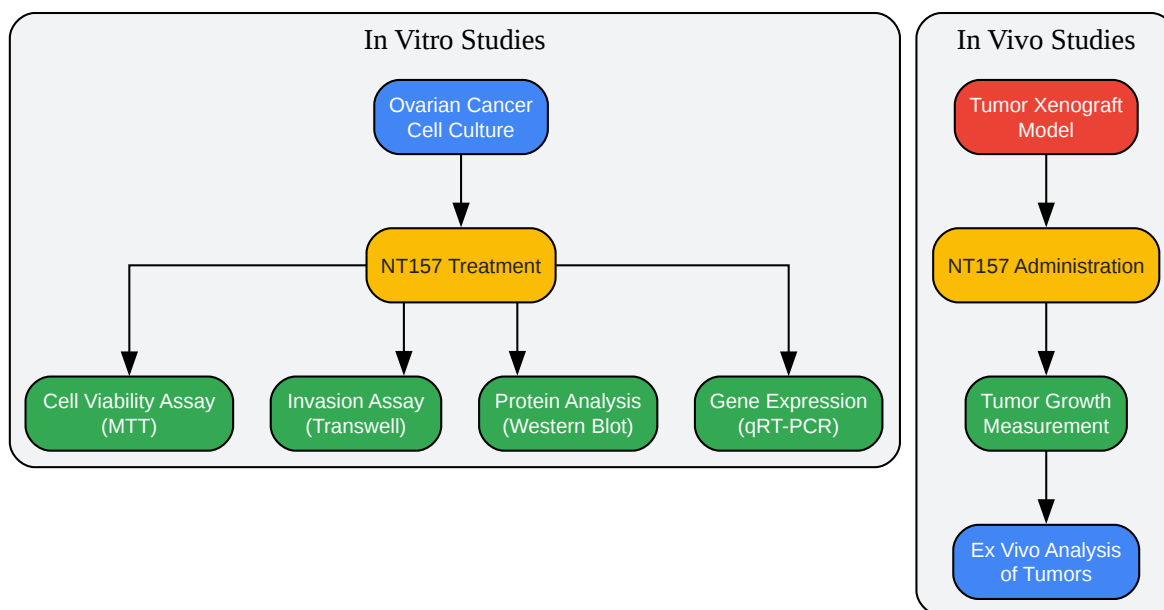 In Vitro Studies
Ovarian Cancer
Cell Culture
NT157 Treatment
Cell Viability Assay
(MTT)
Invasion Assay
(Transwell)
Protein Analysis
(Western Blot)
Gene Expression
(qRT-PCR)
In Vivo Studies
Tumor Xenograft
Model
NT157 Administration
Tumor Growth
Measurement
Ex Vivo Analysis
of Tumors